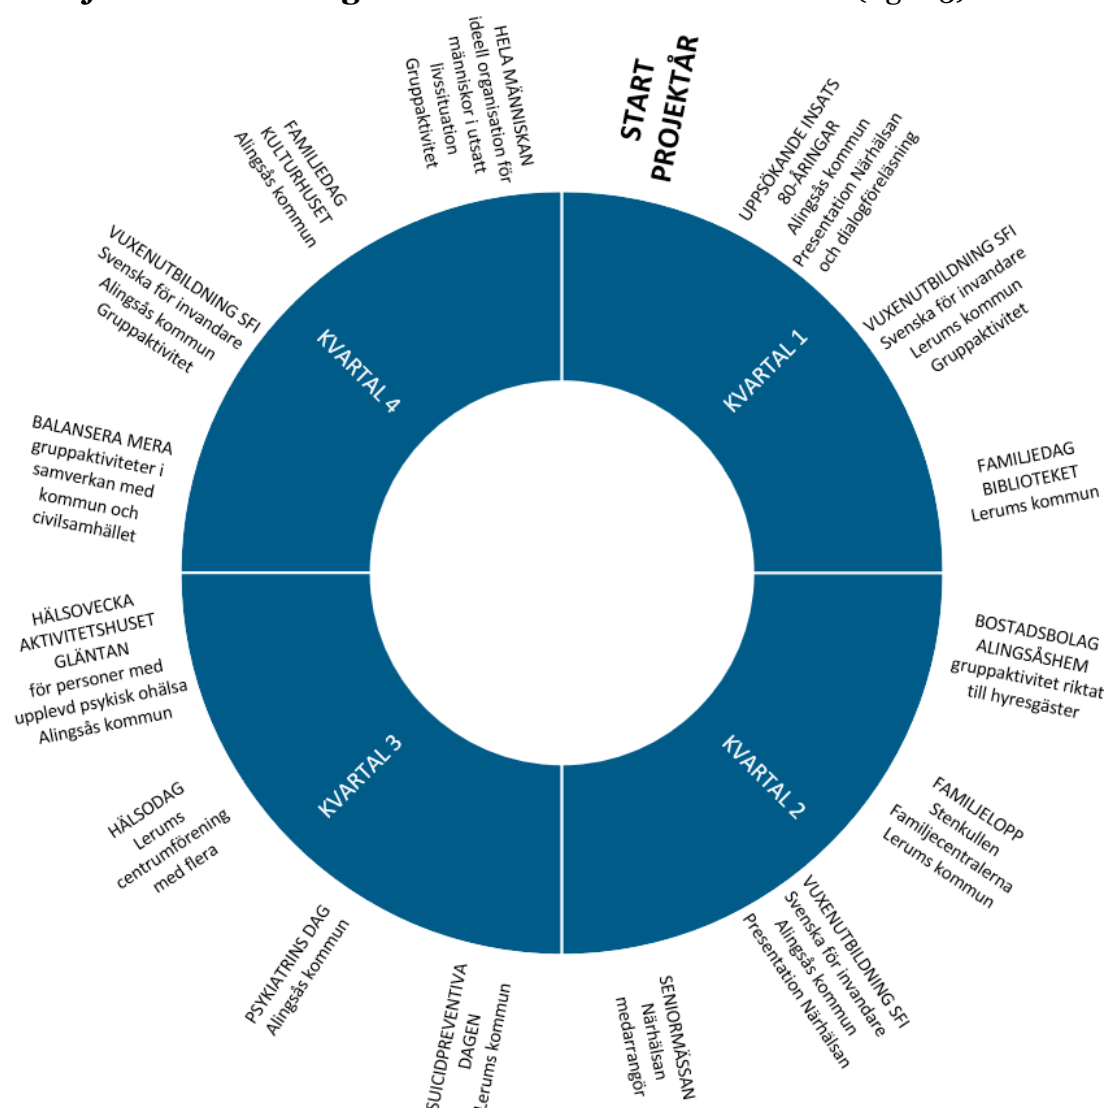 START
PROJEKTÅR
UPPSÖKANDE INSATS
80-ÅRINGAR
Alingsås kommun
Presentation Närhälsan
och dialogföreläsning
VUXENUTBILDNING SFI
Svenska för invandare
Lerums kommun
Gruppaktivitet
FAMILJEDAG
BIBLIOTEKET
Lerums kommun
KVARTAL 1
BOSTADSBOLAG
ALINGSÅSHEM
gruppaktivitet riktat
till hyresgäster
FAMILJELOPP
Stenkullen
Familjecentralerna
Lerums kommun
VUXENUTBILDNING SFI
Svenska för invandare
Alingsås kommun
Presentation Närhälsan
SENIORMÄSSAN
Närhälsan
medarrangör
KVARTAL 2
SUICIDPREVENTIVA
DAGEN
Lerums kommun
PSYKIATRINS DAG
Alingsås kommun
HÄLSODAG
Lerums
centrumförening
med flera
HÄLSOVECKA
AKTIVITETSHUSET
GLÄNTAN
för personer med
upplevd psykisk ohälsa
Alingsås kommun
KVARTAL 3
BALANSERA MERA
gruppaktiviteter i
samverkan med
kommun och
civilsamhället
VUXENUTBILDNING SFI
Svenska för invandare
Alingsås kommun
Gruppaktivitet
FAMILJEDAG
KULTURHUSET
Alingsås kommun
HELA MÄNNISKAN
ideell organisation för
människor i utsatt
livssituation
Gruppaktivitet
KVARTAL 4